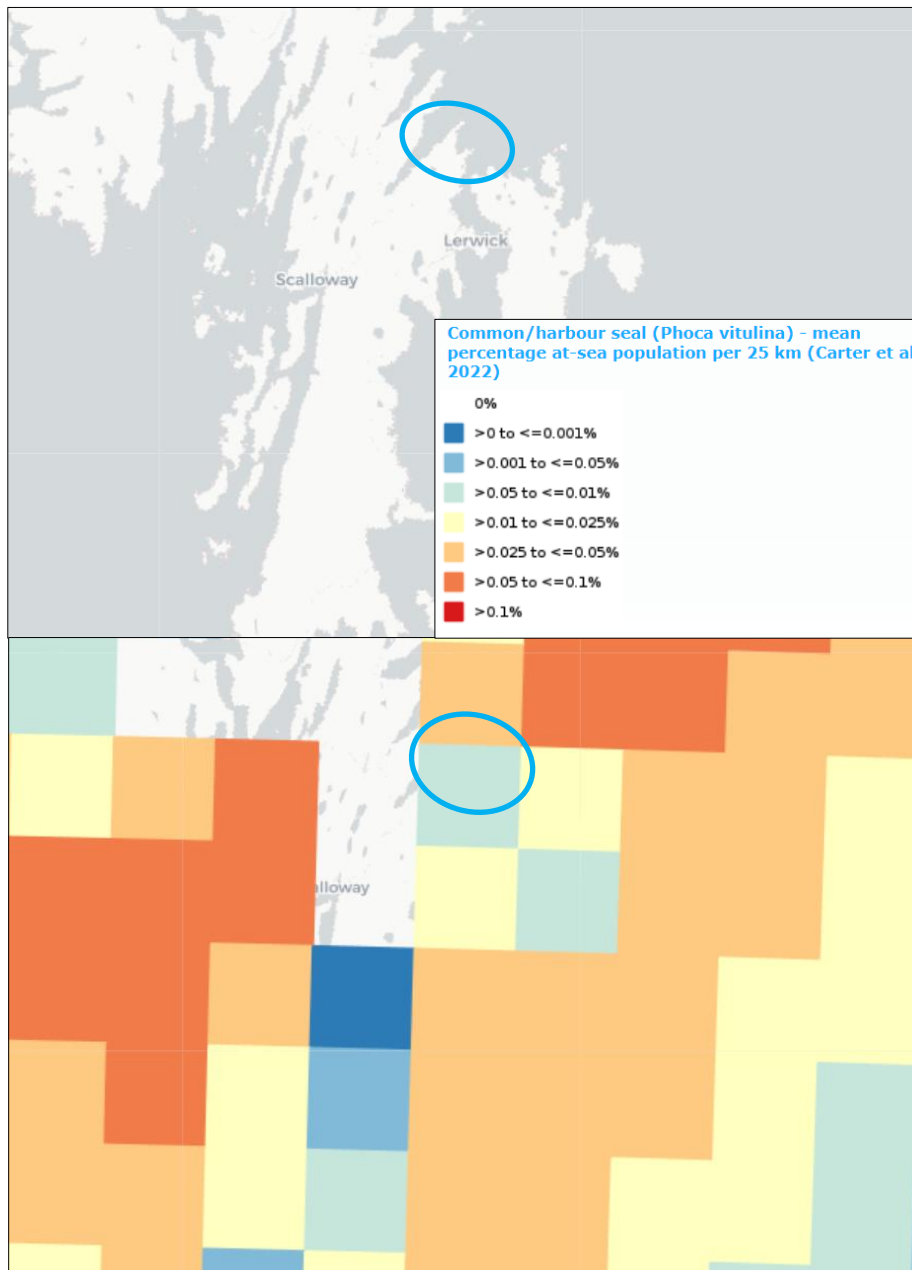 Lerwick
Scalloway
Common/harbour seal (Phoca vitulina) - mean
percentage at-sea population per 25 km (Carter et al
2022)
0%
>0 to <=0.001%
>0.001 to <=0.05%
>0.05 to <=0.01%
>0.01 to <=0.025%
>0.025 to <=0.05%
>0.05 to <=0.1%
>0.1%
alloway